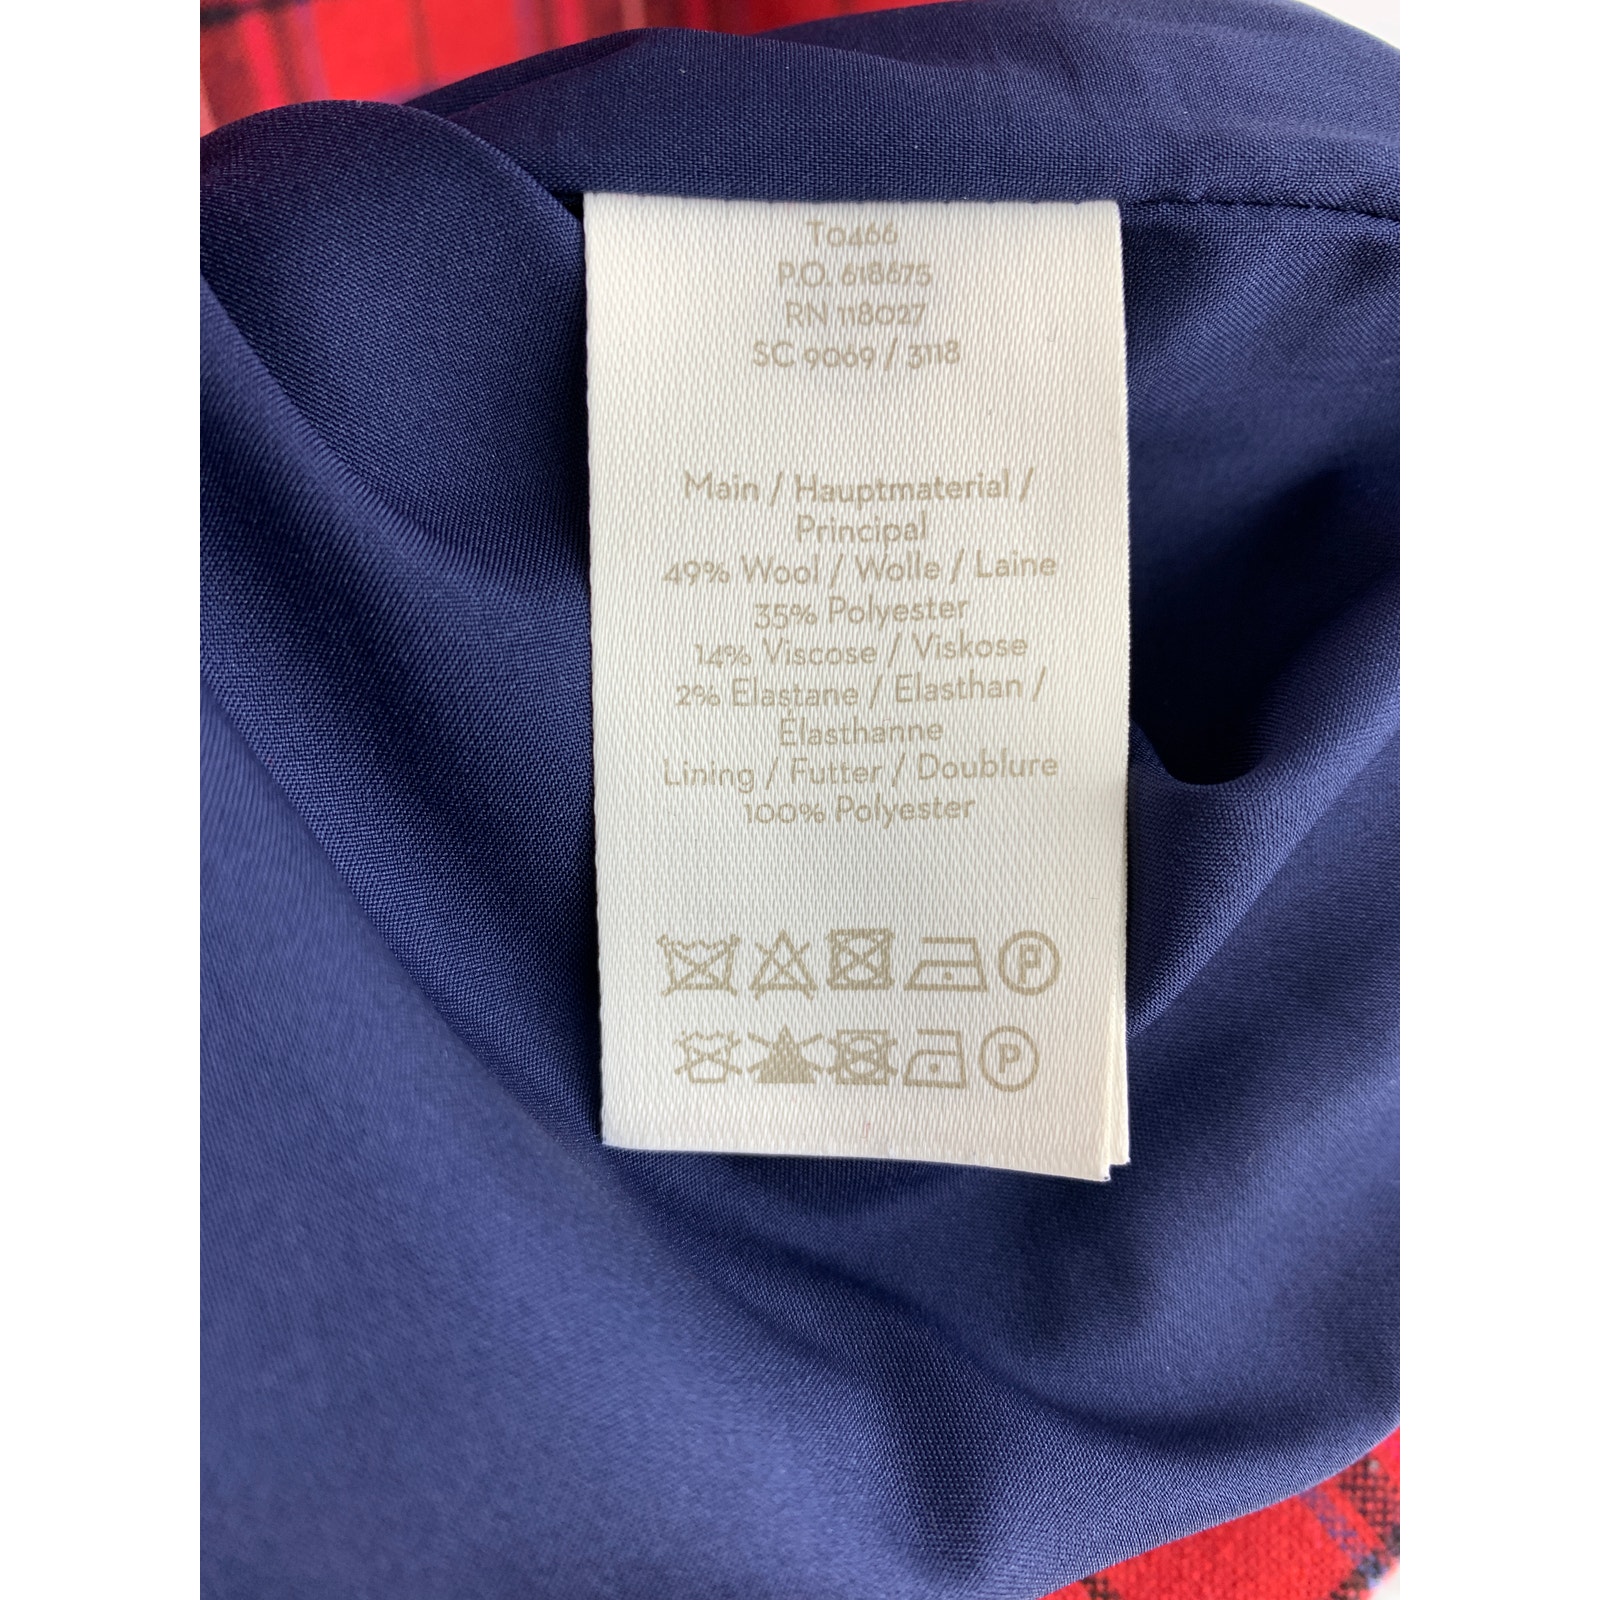 T0466
P.O. 618675
RN 118027
SC 9069 / 3118
Main / Hauptmaterial /
Principal
49% Wool / Wolle / Laine
35% Polyester
14% Viscose / Viskose
2% Elastane / Elasthan /
Élasthanne
Lining / Futter / Doublure
100% Polyester
P
P